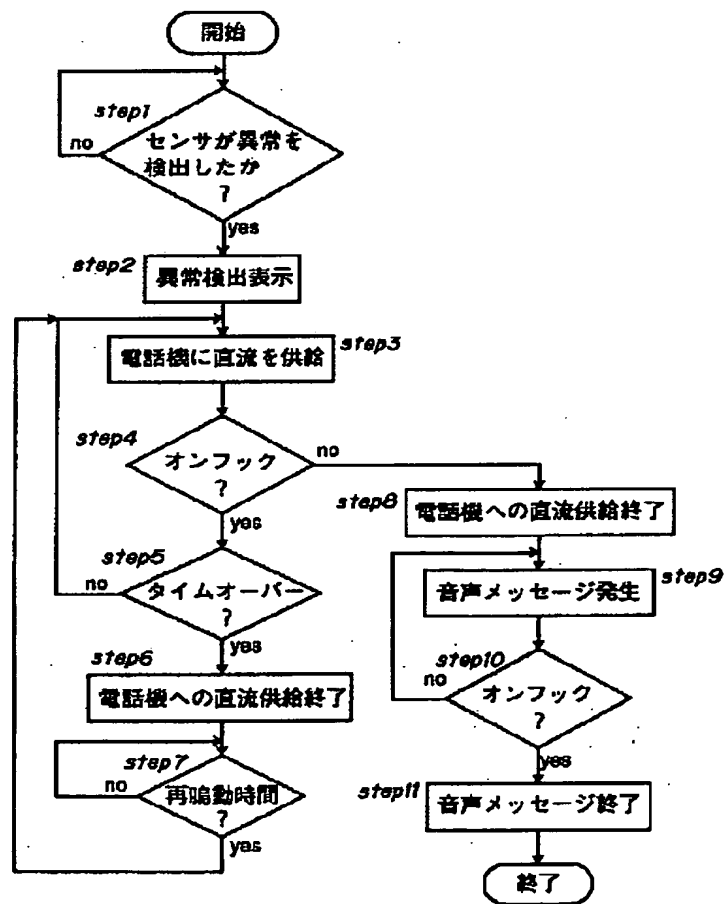 開始
step1
センサが異常を
検出したか
?
no
yes
step2
異常検出表示
電話機に直流を供給
step3
step4
オンフック
?
no
yes
step5
タイムオーバー
?
no
yes
step6
電話機への直流供給終了
step7
再鳴動時間
?
no
yes
step8
電話機への直流供給終了
step9
音声メッセージ発生
step10
オンフック
?
no
yes
step11
音声メッセージ終了
終了